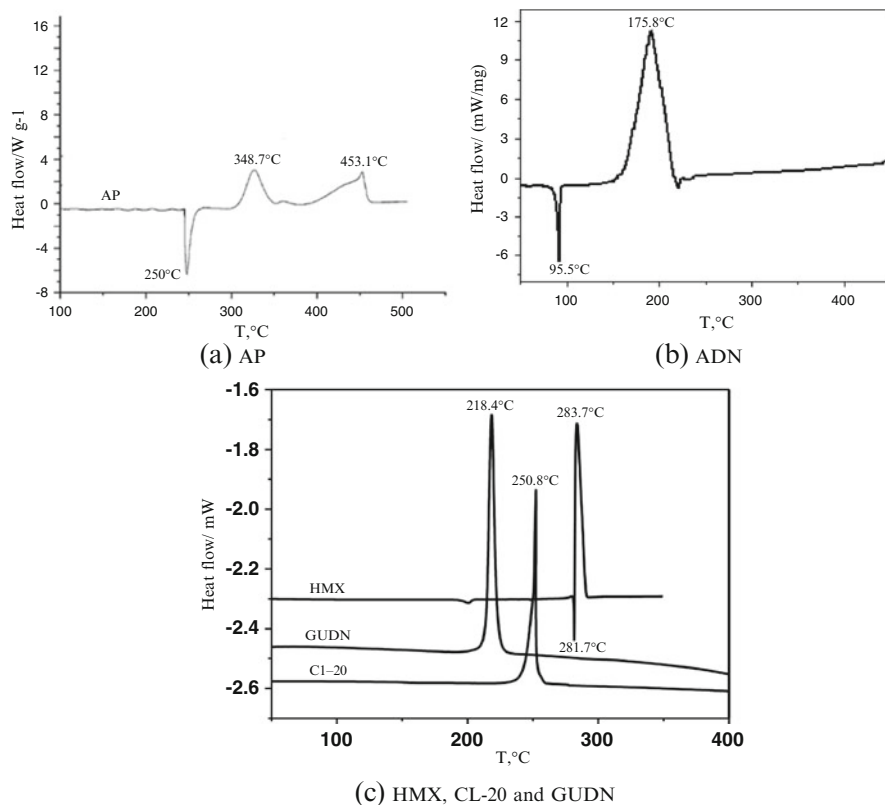 16
12
8
4
0
-4
-8
Heat flow/W g-1
AP
348.7°C
453.1°C
250°C
100 200 300 400 500
T,°C
(a) AP
12
9
6
3
0
-3
-6
Heat flow/ (mW/mg)
175.8°C
95.5°C
100 200 300 400
T,°C
(b) ADN
-1.6
-1.8
-2.0
-2.2
-2.4
-2.6
Heat flow/ mW
218.4°C
283.7°C
250.8°C
HMX
GUDN
281.7°C
C1–20
100 200 300 400
T,°C
(c) HMX, CL-20 and GUDN